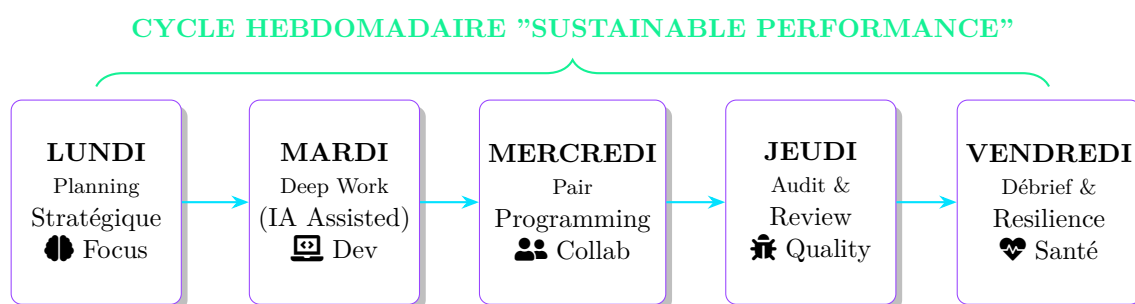 CYCLE HEBDOMADAIRE "SUSTAINABLE PERFORMANCE"
LUNDI
Planning
Stratégique
Focus
MARDI
Deep Work
(IA Assisted)
Dev
MERCREDI
Pair
Programming
Collab
JEUDI
Audit &
Review
Quality
VENDREDI
Débrief &
Resilience
Santé